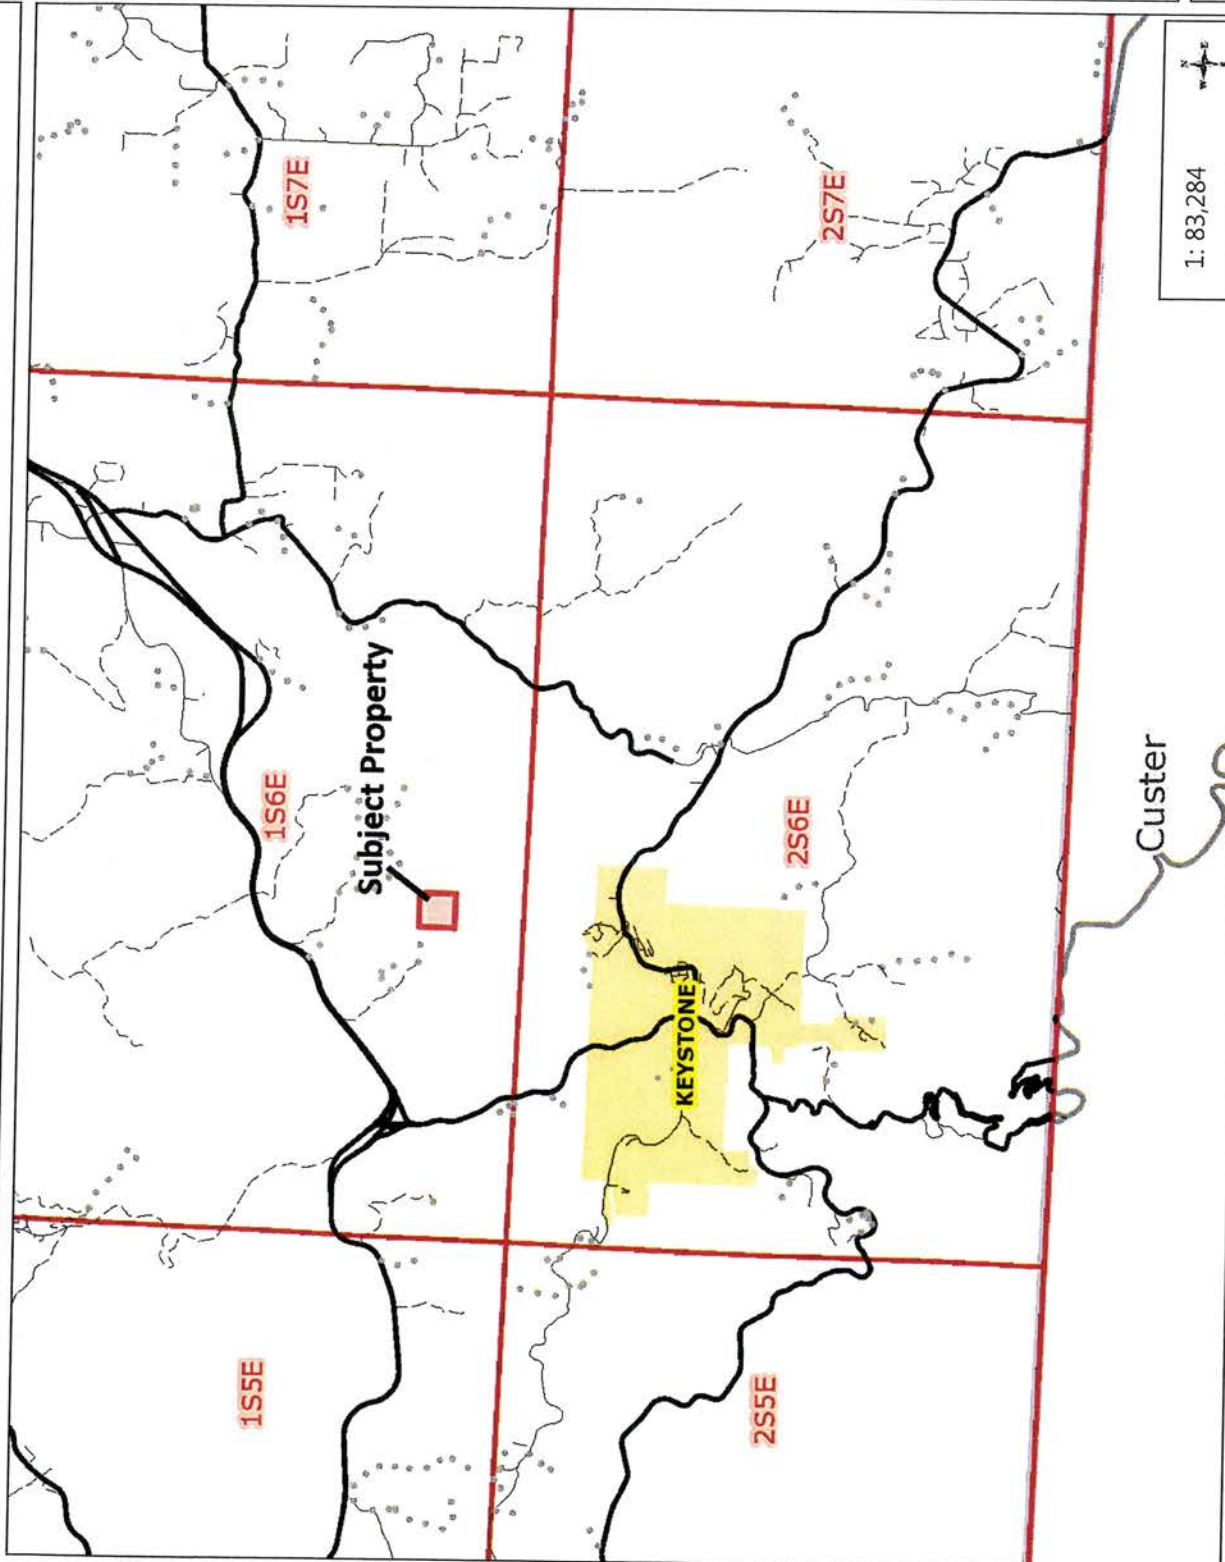 1S5E
1S6E
1S7E
Subject Property
KEYSTONE
2S5E
2S6E
2S7E
Custer
N
W E
1: 83,284